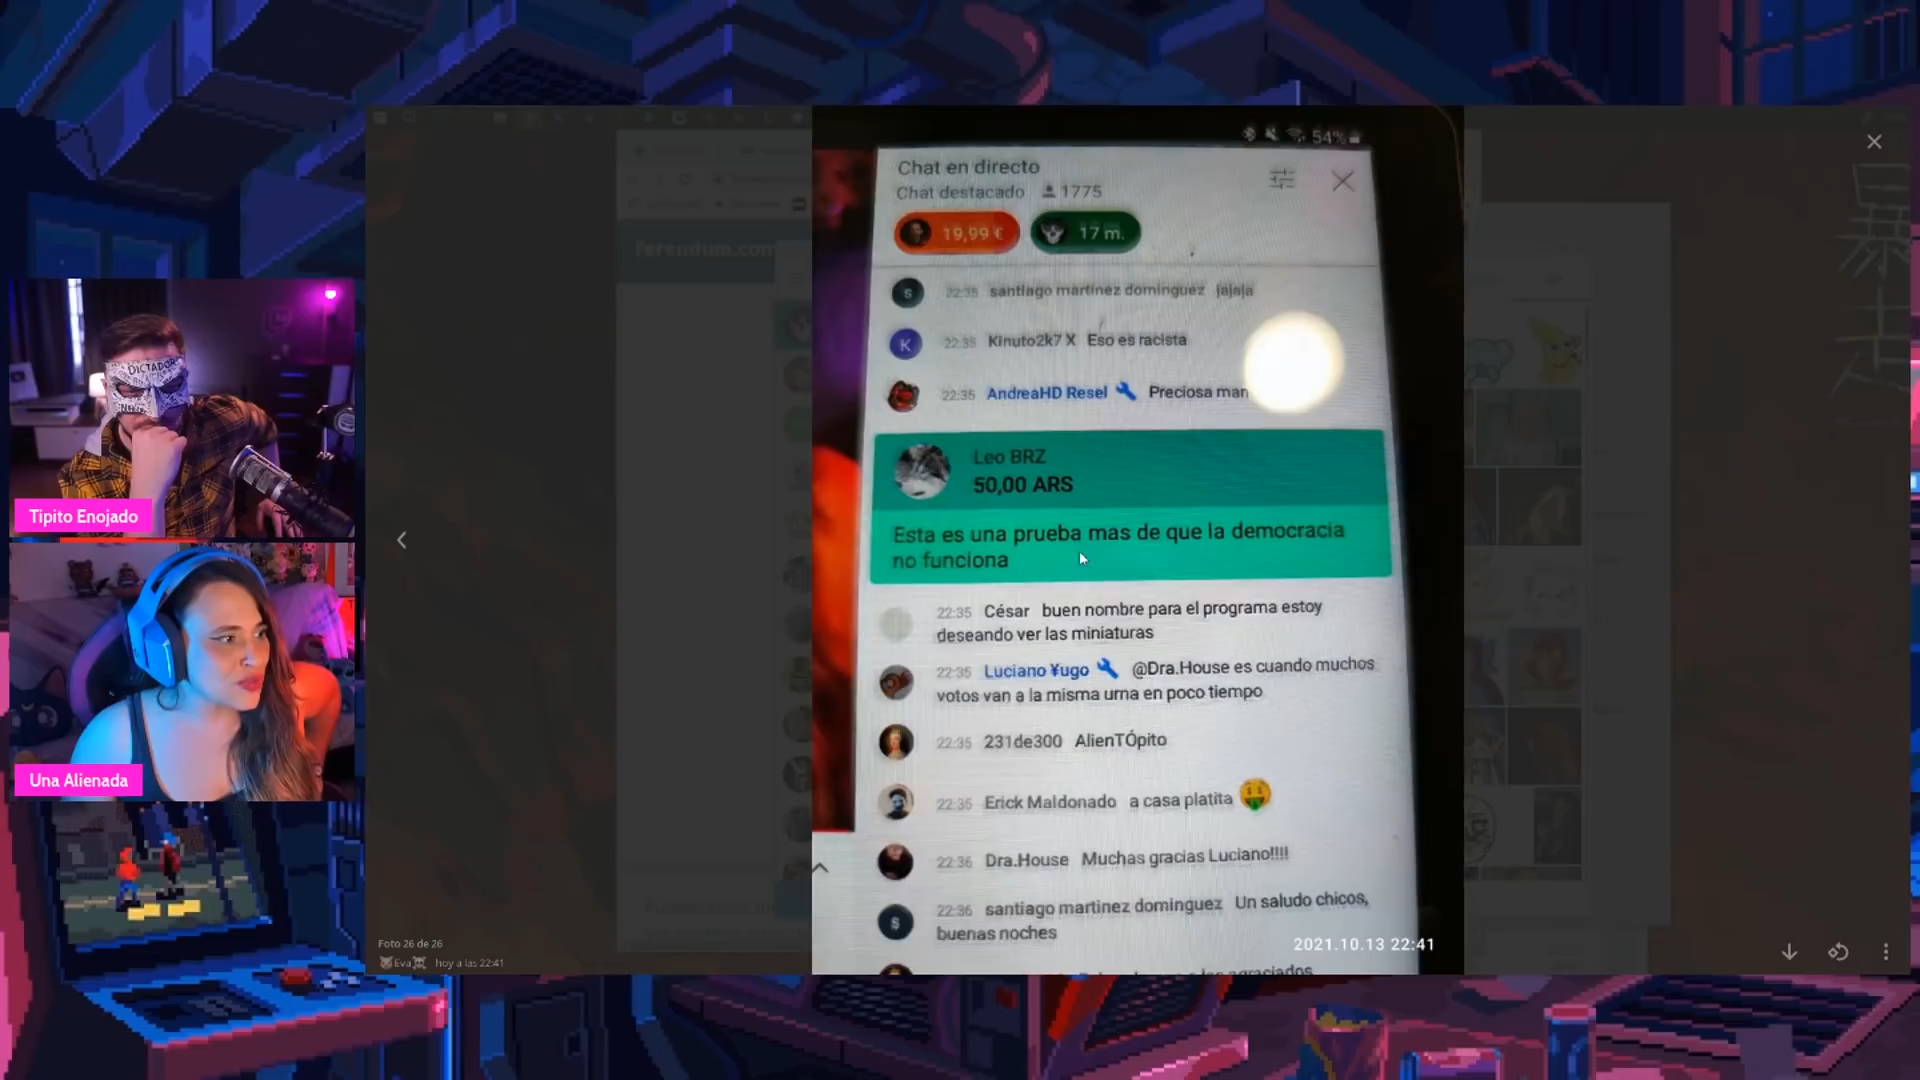 54%
Chat en directo
Chat destacado 1775
19,99 €
17 m.
S 22:35 santiago martinez dominguez jajaja
K 22:35 Kinuto2k7 X Eso es racista
22:35 AndreaHD Resel Preciosa man
Leo BRZ
50,00 ARS
Esta es una prueba mas de que la democracia
no funciona
22:35 César buen nombre para el programa estoy
deseando ver las miniaturas
22:35 Luciano ¥ugo @Dra.House es cuando muchos
votos van a la misma urna en poco tiempo
22:35 231de300 AlienTÓpito
22:35 Erick Maldonado a casa platita
22:36 Dra.House Muchas gracias Luciano!!!!
S 22:36 santiago martinez dominguez Un saludo chicos,
buenas noches
2021.10.13 22:41
ferendum.com
DICTADOR
Tipito Enojado
Una Alienada
Foto 26 de 26
Eva hoy a las 22:41